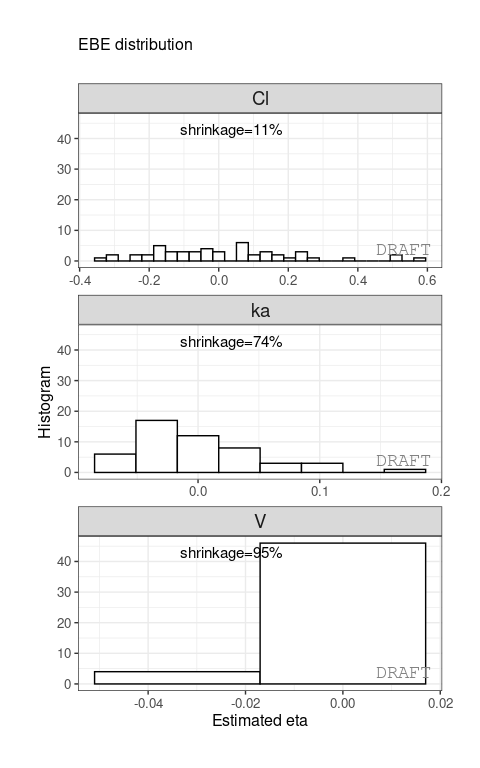 EBE distribution
Cl
shrinkage=11%
40
30
20
10
0
DRAFT
-0.4 -0.2 0.0 0.2 0.4 0.6
ka
shrinkage=74%
40
30
20
10
0
DRAFT
0.0 0.1 0.2
Histogram
V
shrinkage=95%
40
30
20
10
0
DRAFT
-0.04 -0.02 0.00 0.02
Estimated eta